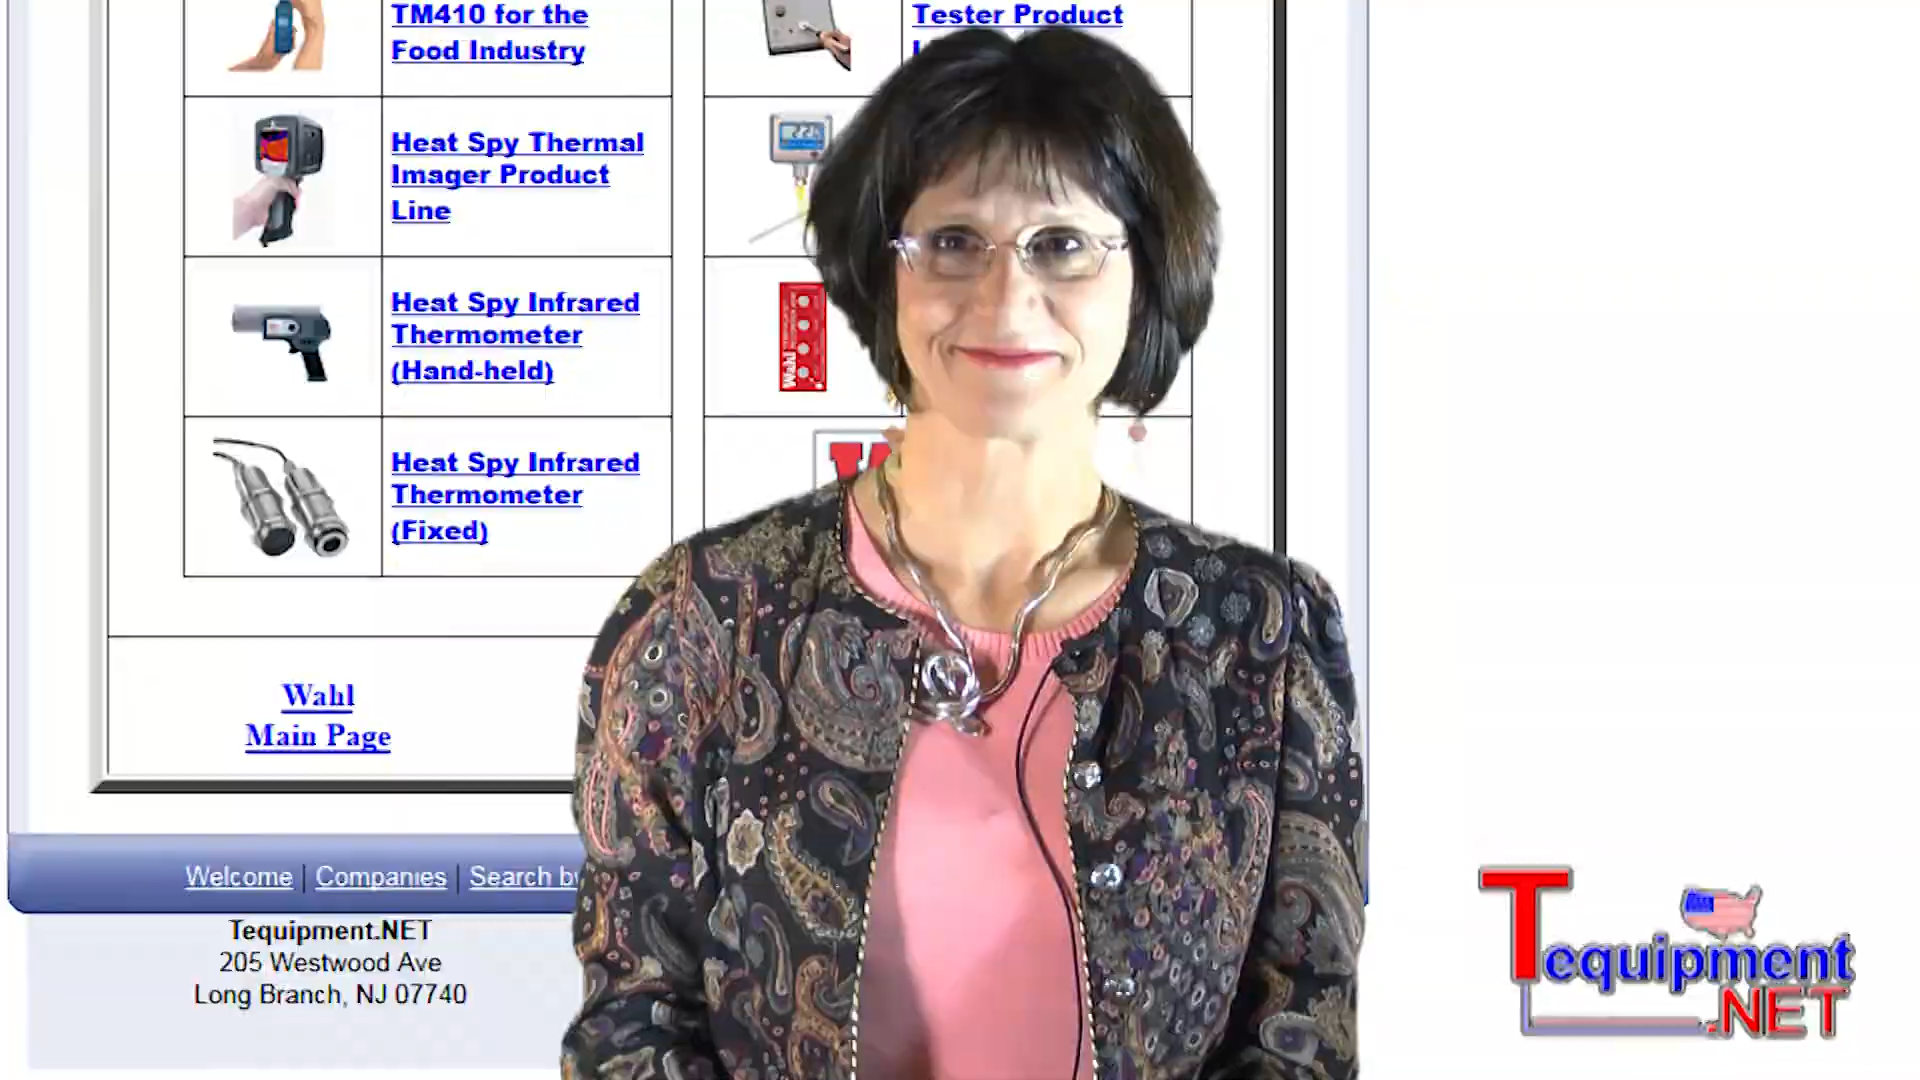 TM410 for the
Food Industry
Tester Product
Heat Spy Thermal
Imager Product
Line
22
Heat Spy Infrared
Thermometer
(Hand-held)
Heat Spy Infrared
Thermometer
(Fixed)
Wahl
Main Page
Welcome | Companies | Search
Tequipment.NET
205 Westwood Ave
Long Branch, NJ 07740
Tequipment
.NET